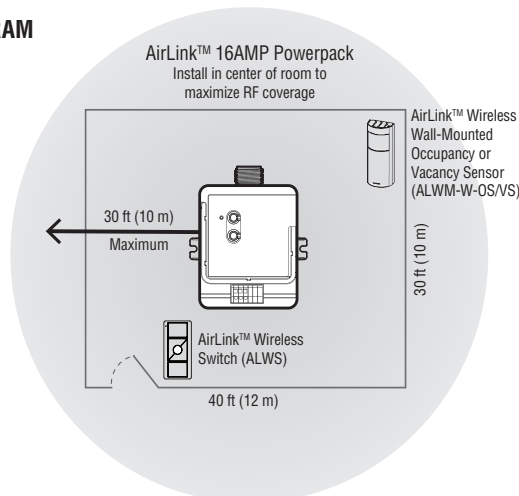 RAM
AirLink™ 16AMP Powerpack
Install in center of room to
maximize RF coverage
AirLink™ Wireless
Wall-Mounted
Occupancy or
Vacancy Sensor
(ALWM-W-OS/VS)
30 ft (10 m)
Maximum
30 ft (10 m)
AirLink™ Wireless
Switch (ALWS)
40 ft (12 m)